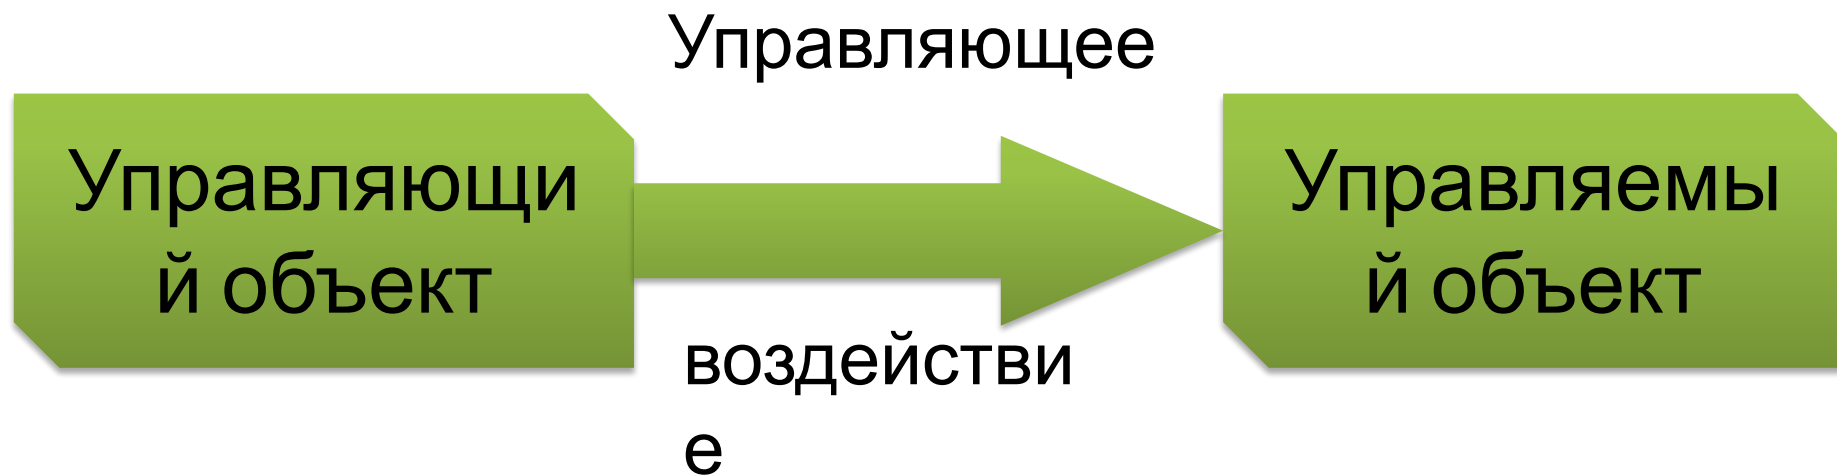 Управляющее
Управляющи
й объект
Управляемы
й объект
воздействи
е